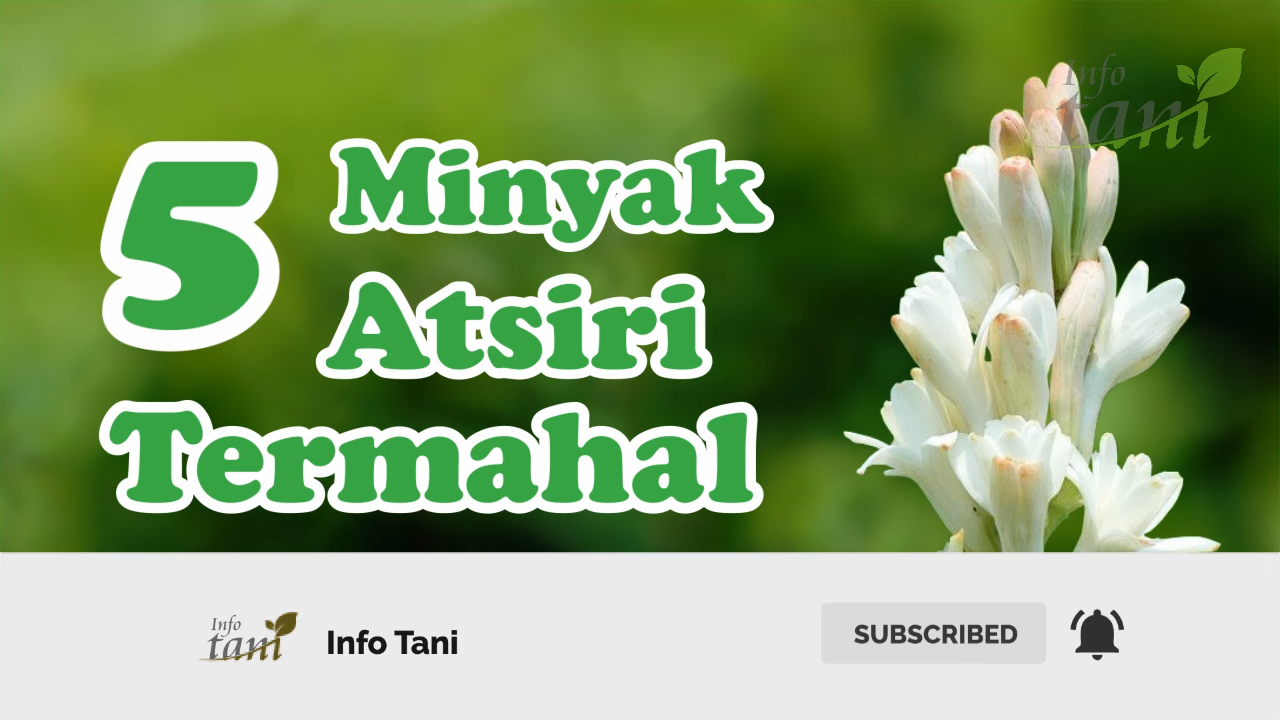 Info
tani
5 Minyak
Atsiri
Termahal
Info
tani
Info Tani
SUBSCRIBED